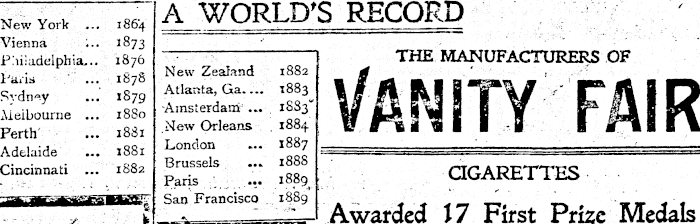 A WORLD'S RECORD
New York ... 1864
Vienna ... 1873
Philadelphia... 1876
Paris ... 1878
Sydney ... 1879
Melbourne ... 1880
Perth ... 1881
Adelaide ... 1881
Cincinnati ... 1882
New Zealand 1882
Atlanta, Ga.... 1883
Amsterdam ... 1883
New Orleans 1884
London ... 1887
Brussels ... 1888
Paris ... 1889
San Francisco 1889
THE MANUFACTURERS OF
VANITY FAIR
CIGARETTES
Awarded 17 First Prize Medals